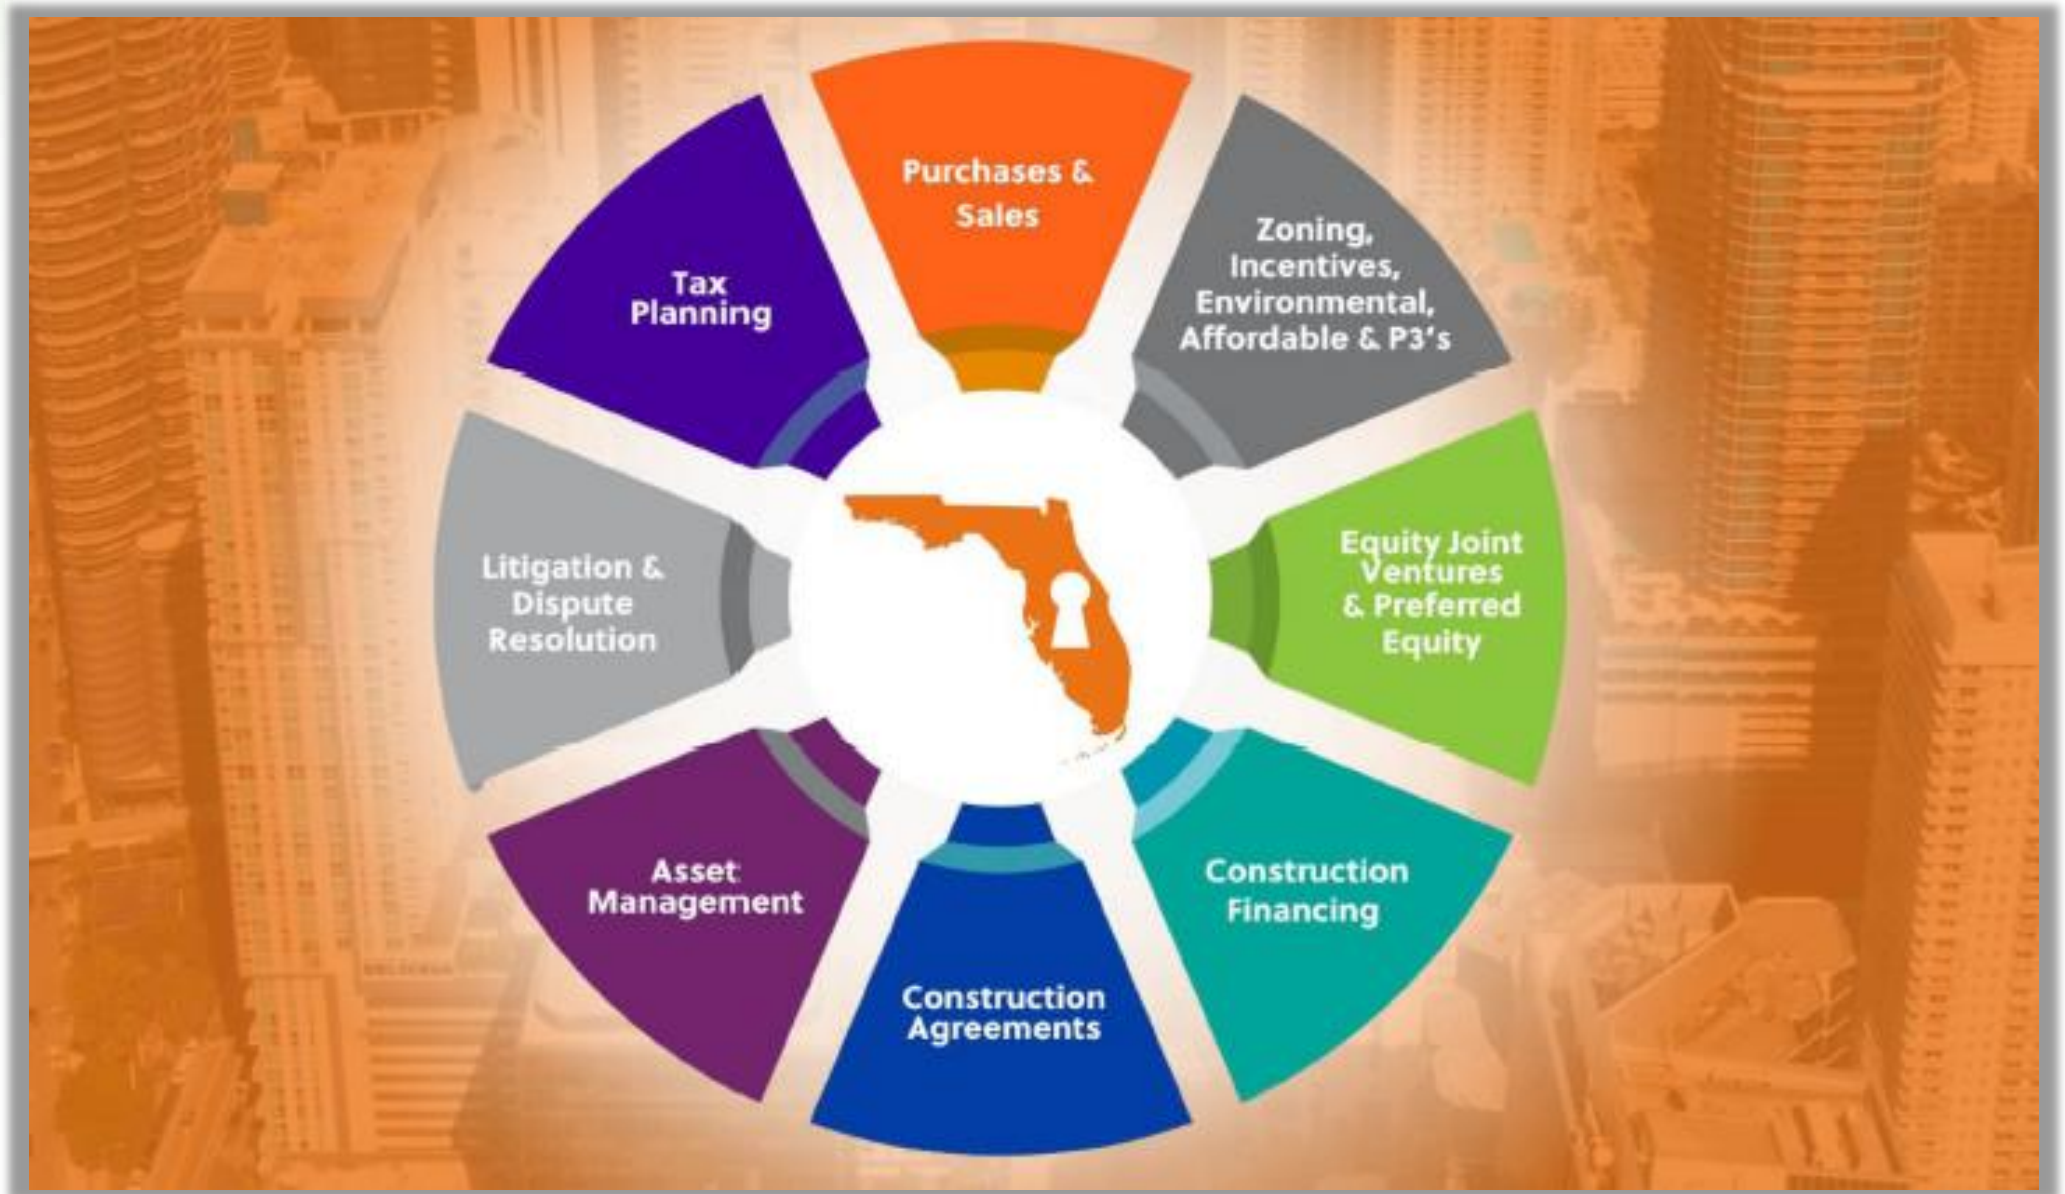 Purchases &
Sales
Zoning,
Incentives,
Environmental,
Affordable & P3's
Equity Joint
Ventures
& Preferred
Equity
Construction
Financing
Construction
Agreements
Asset
Management
Litigation &
Dispute
Resolution
Tax
Planning